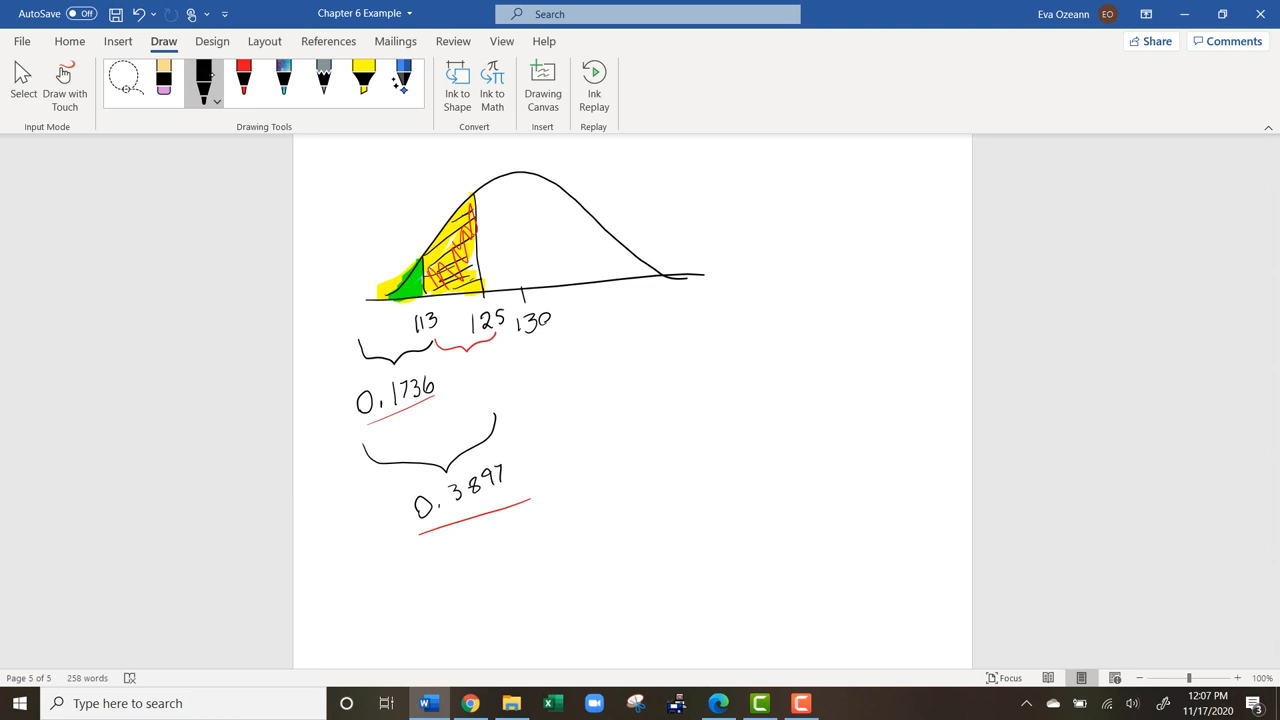 AutoSave Off Chapter 6 Example Search Eva Ozeann EO
File Home Insert Draw Design Layout References Mailings Review View Help Share Comments
Select Draw with Touch Ink to Shape Ink to Math Drawing Canvas Ink Replay
Input Mode Drawing Tools Convert Insert Replay
113 125 130
0.1736
0.3897
Page 5 of 5 258 words Focus 100%
Type here to search 12:07 PM
11/17/2020 3